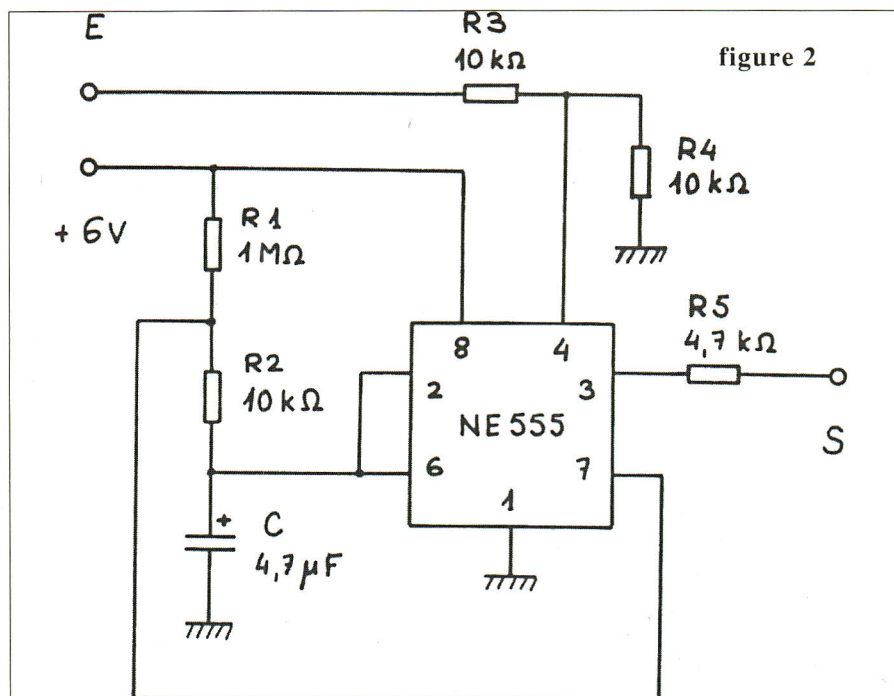 E
R3
10 kΩ
figure 2
R4
10 kΩ
+ 6V
R1
1 MΩ
R5
4,7 kΩ
8
4
R2
10 kΩ
2
3
NE 555
S
6
7
1
+ C
4,7 µF